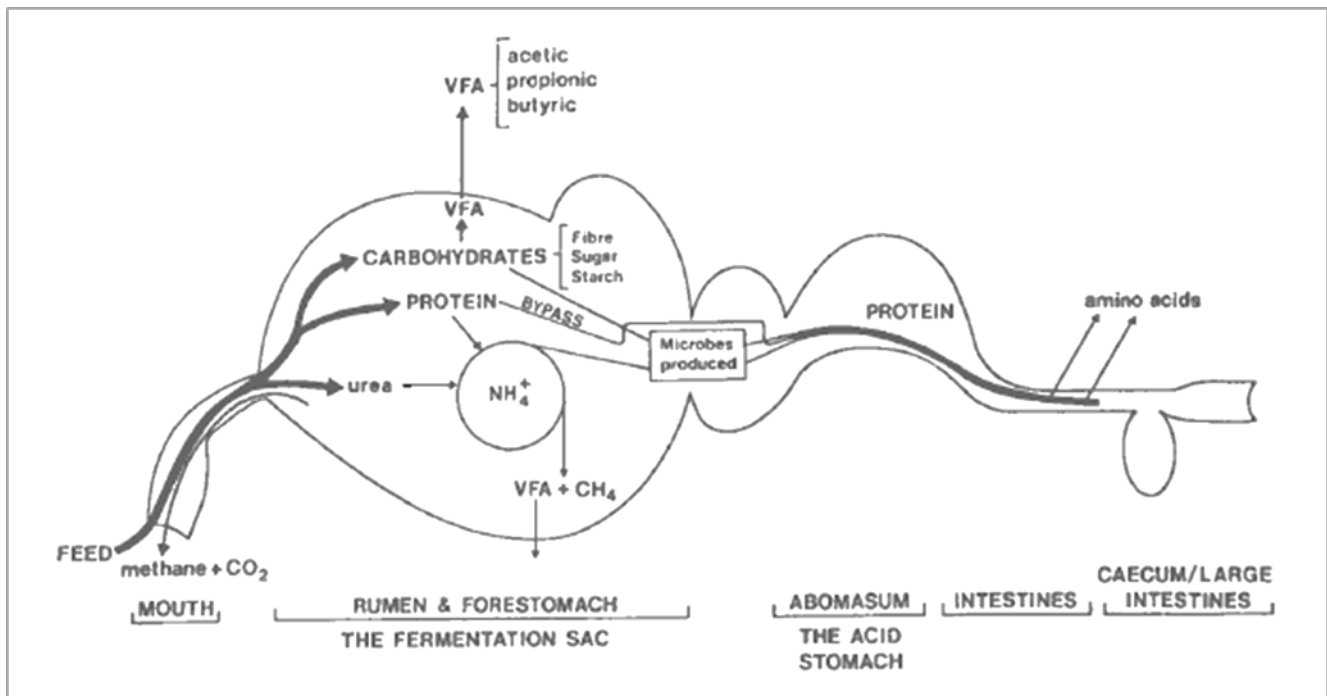 acetic
VFA propionic
butyric
VFA
CARBOHYDRATES
Fibre
Sugar
Starch
PROTEIN
BYPASS
Microbes
produced
PROTEIN
amino acids
urea
NH₄⁺
VFA + CH₄
FEED
methane + CO₂
MOUTH
RUMEN & FORESTOMACH
THE FERMENTATION SAC
ABOMASUM
THE ACID
STOMACH
INTESTINES
CAECUM/LARGE
INTESTINES